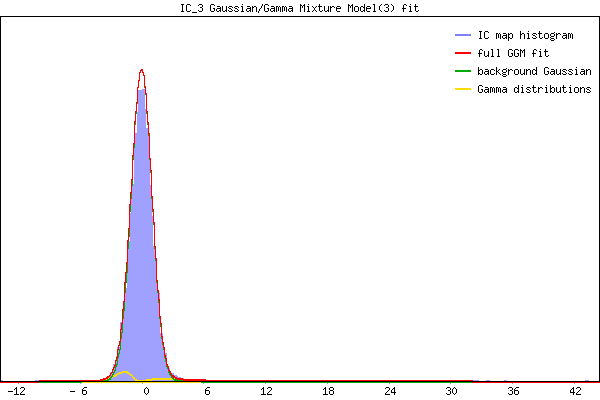 IC_3 Gaussian/Gamma Mixture Model(3) fit
IC map histogram
full GGM fit
background Gaussian
Gamma distributions
-12 -6 0 6 12 18 24 30 36 42